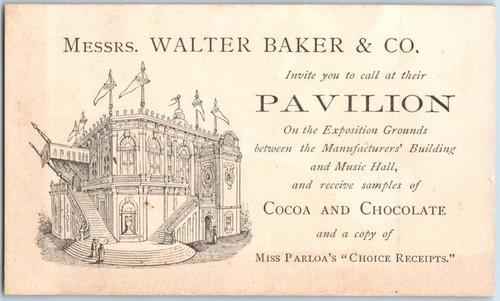 MESSRS. WALTER BAKER & CO.
Invite you to call at their
PAVILION
On the Exposition Grounds
between the Manufacturers' Building
and Music Hall,
and receive samples of
COCOA AND CHOCOLATE
and a copy of
MISS PARLOA'S "CHOICE RECEIPTS."